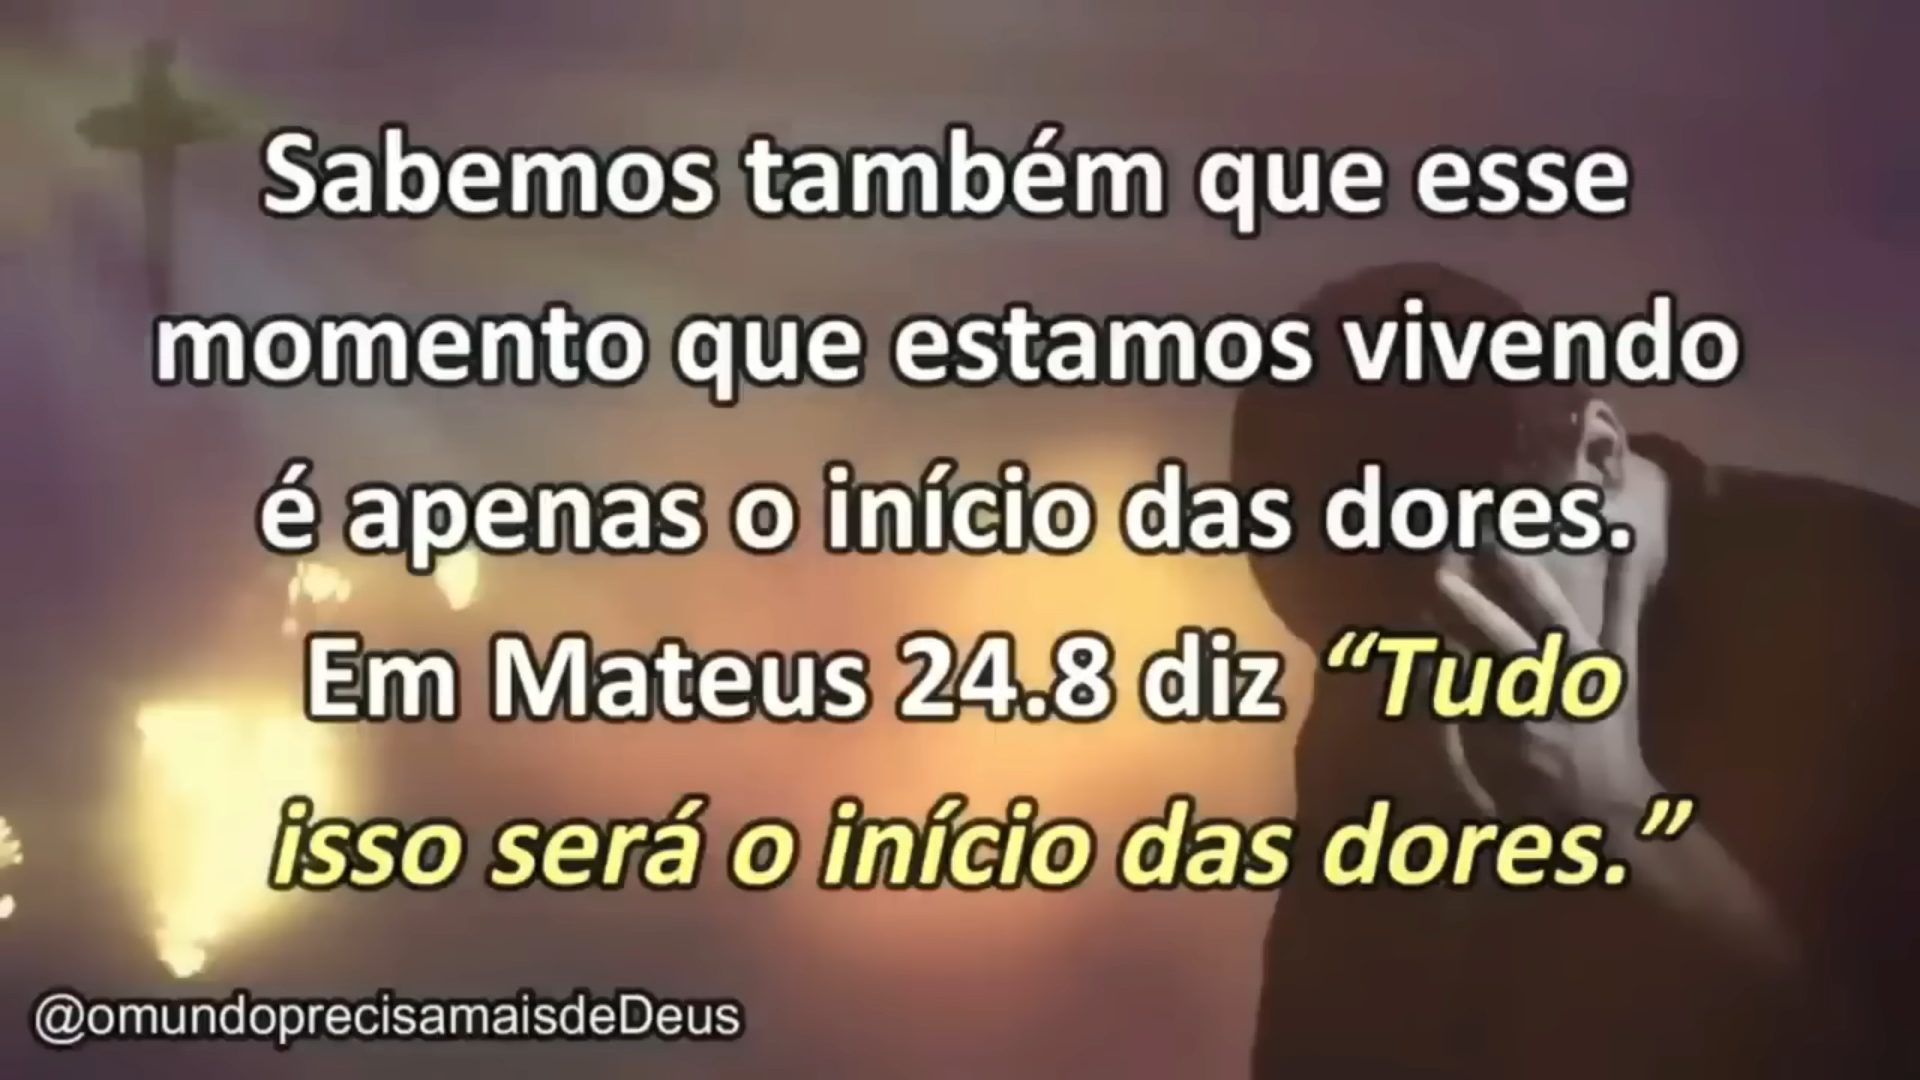 Sabemos também que esse
momento que estamos vivendo
é apenas o início das dores.
Em Mateus 24.8 diz “Tudo
isso será o início das dores.”
@omundoprecisamaisdeDeus